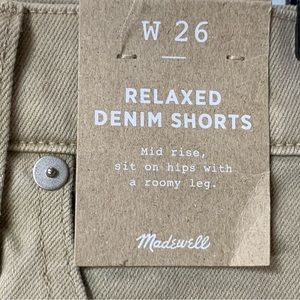 W 26
RELAXED
DENIM SHORTS
Mid rise,
sit on hips with
a roomy leg.
Madewell